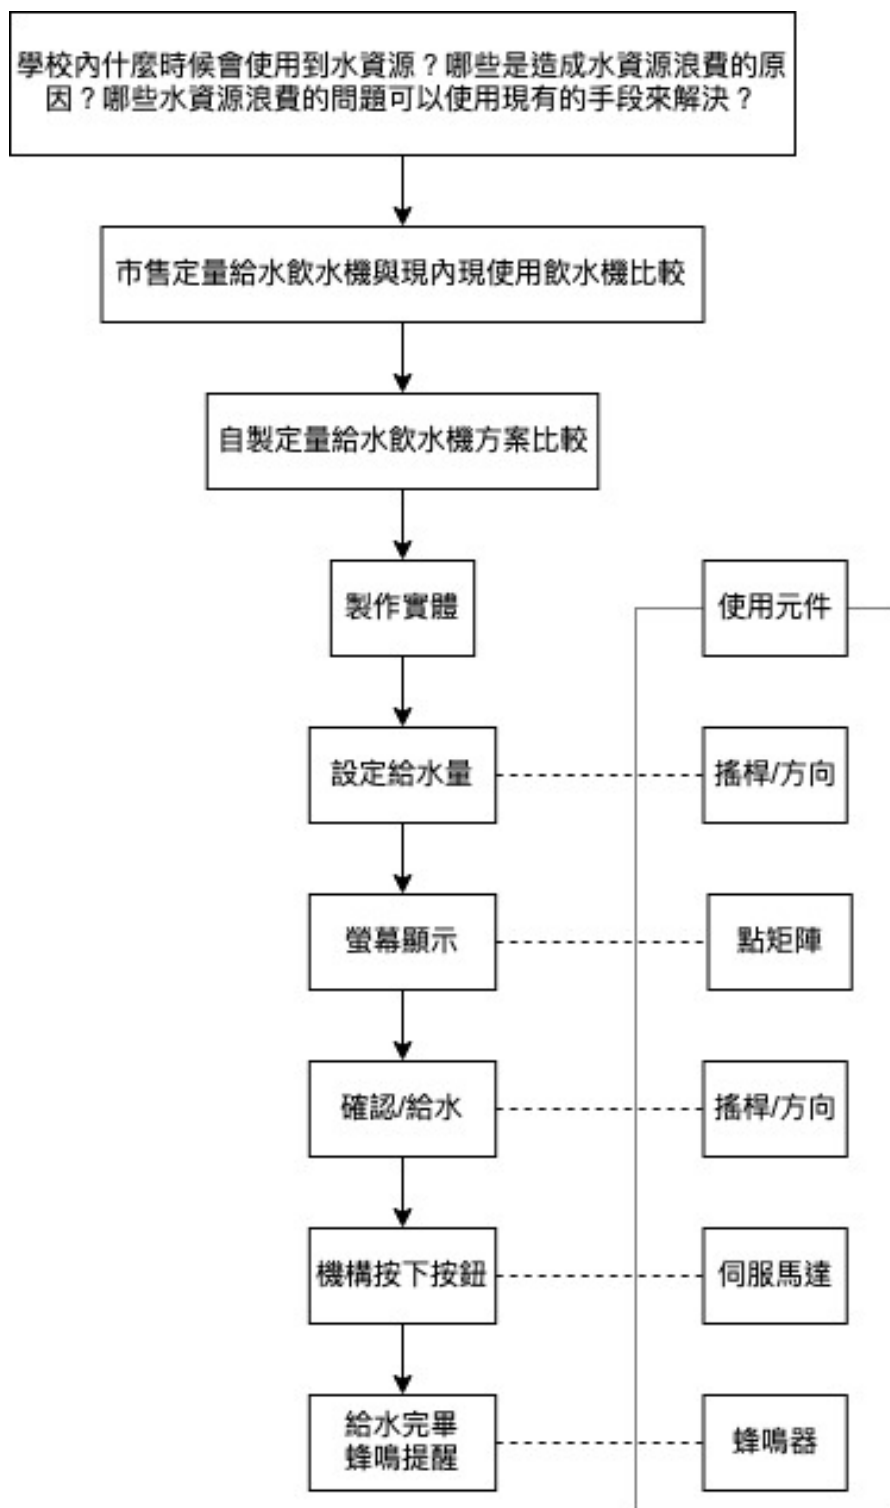 學校內什麼時候會使用到水資源？哪些是造成水資源浪費的原
因？哪些水資源浪費的問題可以使用現有的手段來解決？
市售定量給水飲水機與現內現使用飲水機比較
自製定量給水飲水機方案比較
製作實體
使用元件
設定給水量
搖桿/方向
螢幕顯示
點矩陣
確認/給水
搖桿/方向
機構按下按鈕
伺服馬達
給水完畢
蜂鳴提醒
蜂鳴器